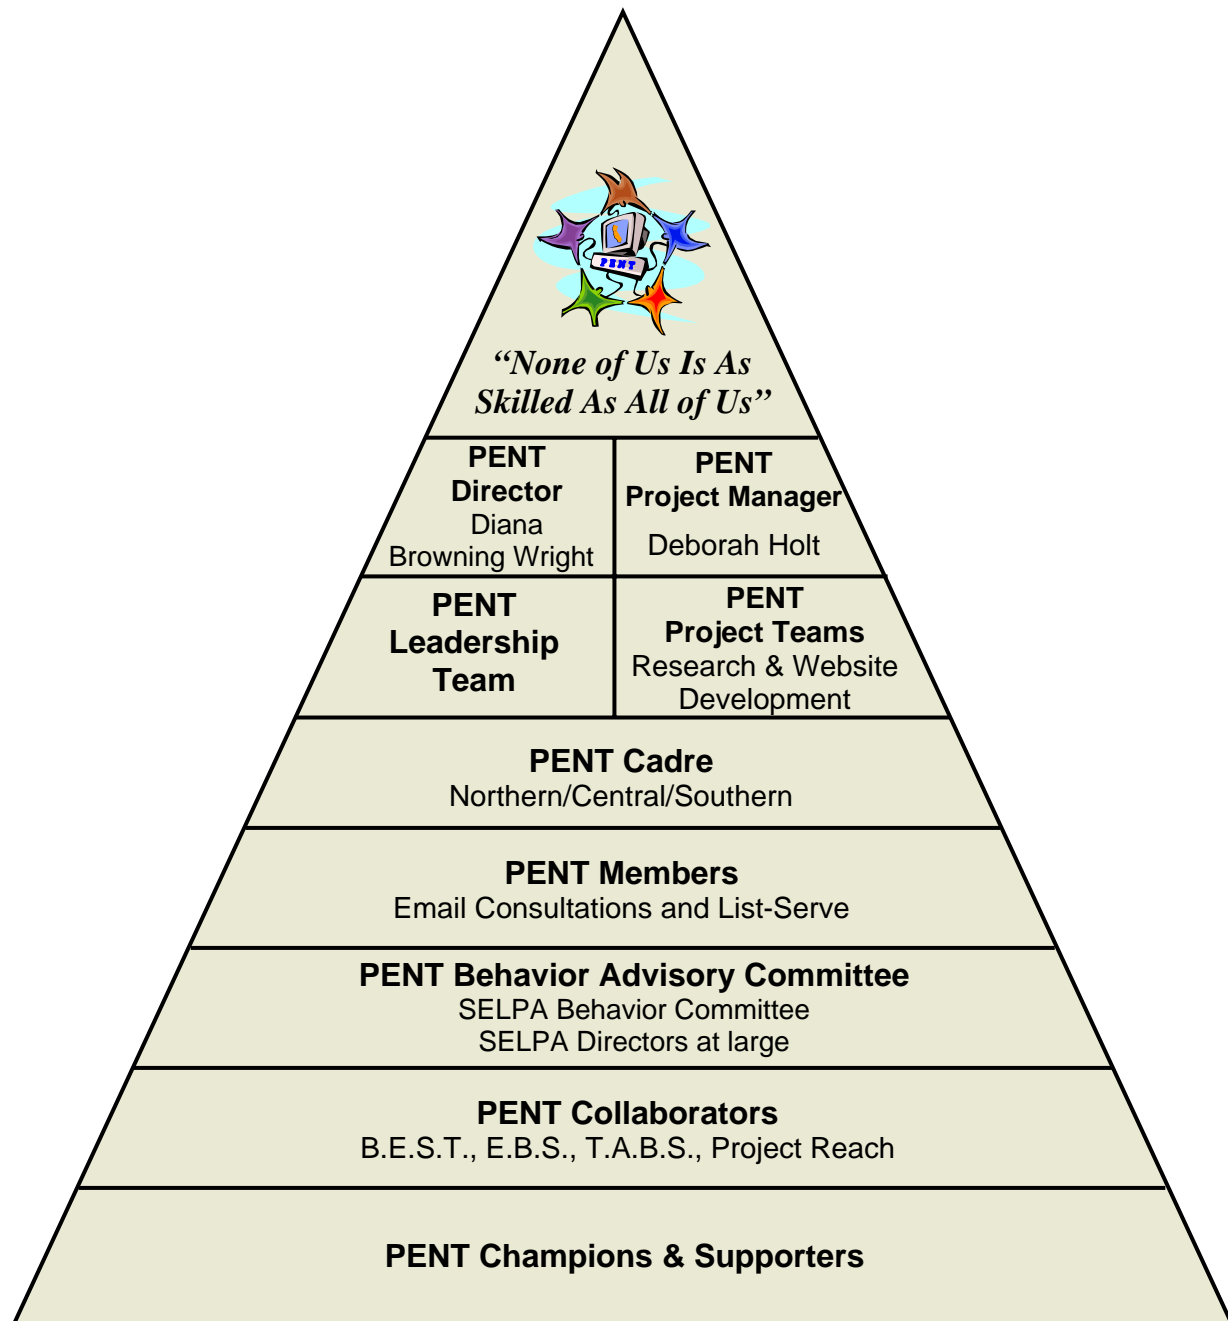 PENT
“None of Us Is As
Skilled As All of Us”
PENT
Director
Diana
Browning Wright
PENT
Project Manager
Deborah Holt
PENT
Leadership
Team
PENT
Project Teams
Research & Website
Development
PENT Cadre
Northern/Central/Southern
PENT Members
Email Consultations and List-Serve
PENT Behavior Advisory Committee
SELPA Behavior Committee
SELPA Directors at large
PENT Collaborators
B.E.S.T., E.B.S., T.A.B.S., Project Reach
PENT Champions & Supporters